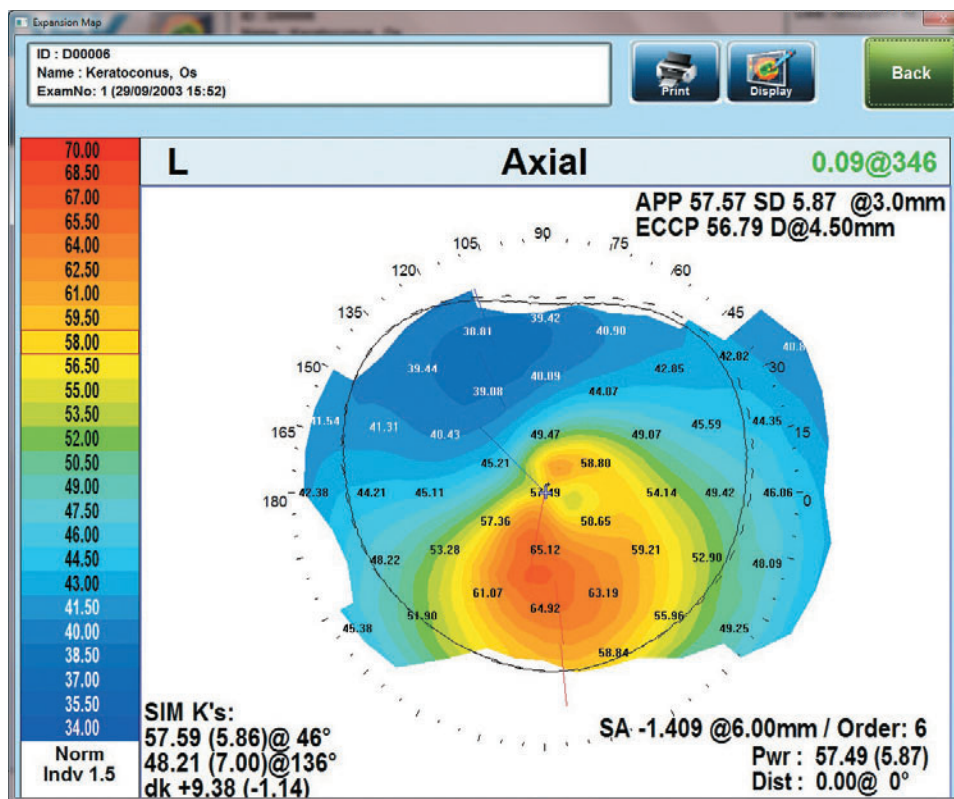 Expansion Map
ID : D00006
Name : Keratoconus, Os
ExamNo: 1 (29/09/2003 15:52)
Print
Display
Back
70.00
68.50
67.00
65.50
64.00
62.50
61.00
59.50
58.00
56.50
55.00
53.50
52.00
50.50
49.00
47.50
46.00
44.50
43.00
41.50
40.00
38.50
37.00
35.50
34.00
Norm
Indv 1.5
L Axial 0.09@346
APP 57.57 SD 5.87 @3.0mm
ECCP 56.79 D@4.50mm
105 90 75
120 60
135 45
150 30
165 15
180 0
38.81 39.42 40.90
42.82
39.44 40.09 42.05
39.08 44.07
41.54 41.31 40.43 49.47 49.07 45.59 44.35
45.21 58.80
42.38 44.21 45.11 57.49 54.14 49.42 46.06
57.36 50.65
48.22 53.28 65.12 59.21 52.90 48.09
61.07 64.92 63.19
45.38 51.90 55.96 49.25
58.84
SIM K's:
57.59 (5.86)@ 46°
48.21 (7.00)@136°
dk +9.38 (-1.14)
SA -1.409 @6.00mm / Order: 6
Pwr : 57.49 (5.87)
Dist : 0.00@ 0°